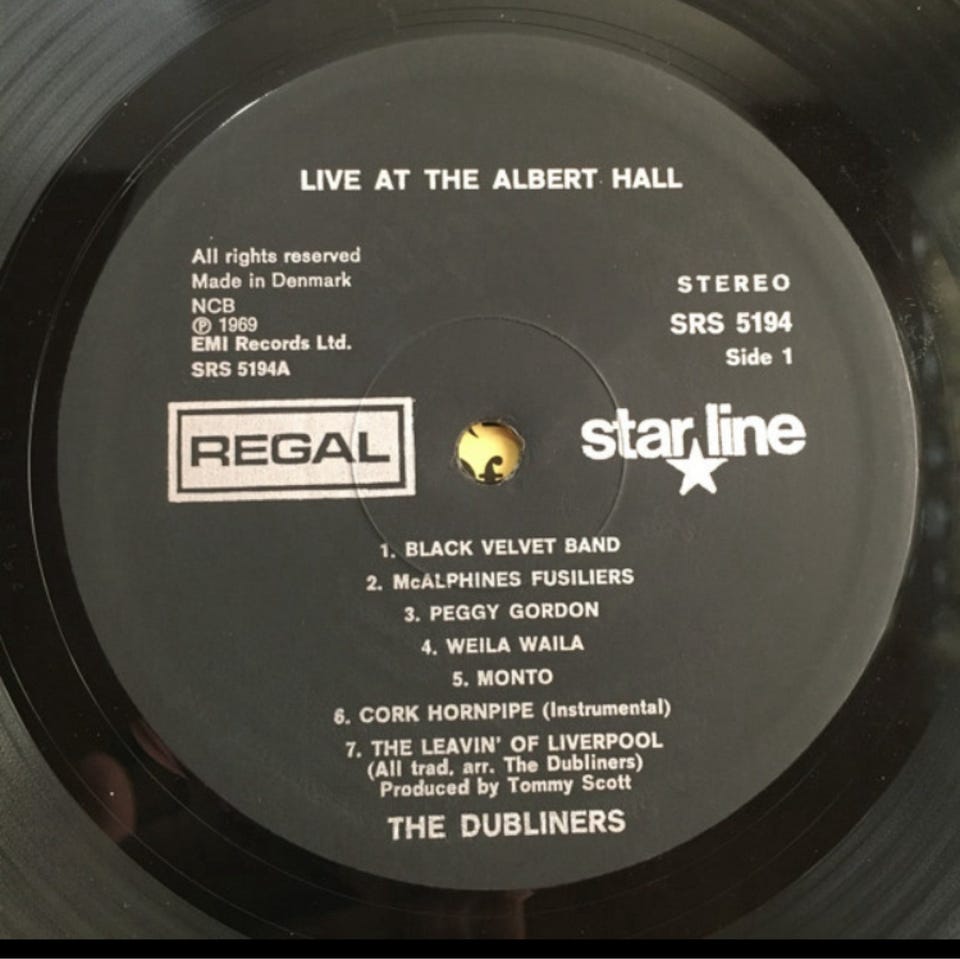 LIVE AT THE ALBERT HALL
All rights reserved
Made in Denmark
NCB
Ⓟ 1969
EMI Records Ltd.
SRS 5194A
STEREO
SRS 5194
Side 1
REGAL
starline
1. BLACK VELVET BAND
2. McALPHINES FUSILIERS
3. PEGGY GORDON
4. WEILA WAILA
5. MONTO
6. CORK HORNPIPE (Instrumental)
7. THE LEAVIN' OF LIVERPOOL
(All trad. arr. The Dubliners)
Produced by Tommy Scott
THE DUBLINERS